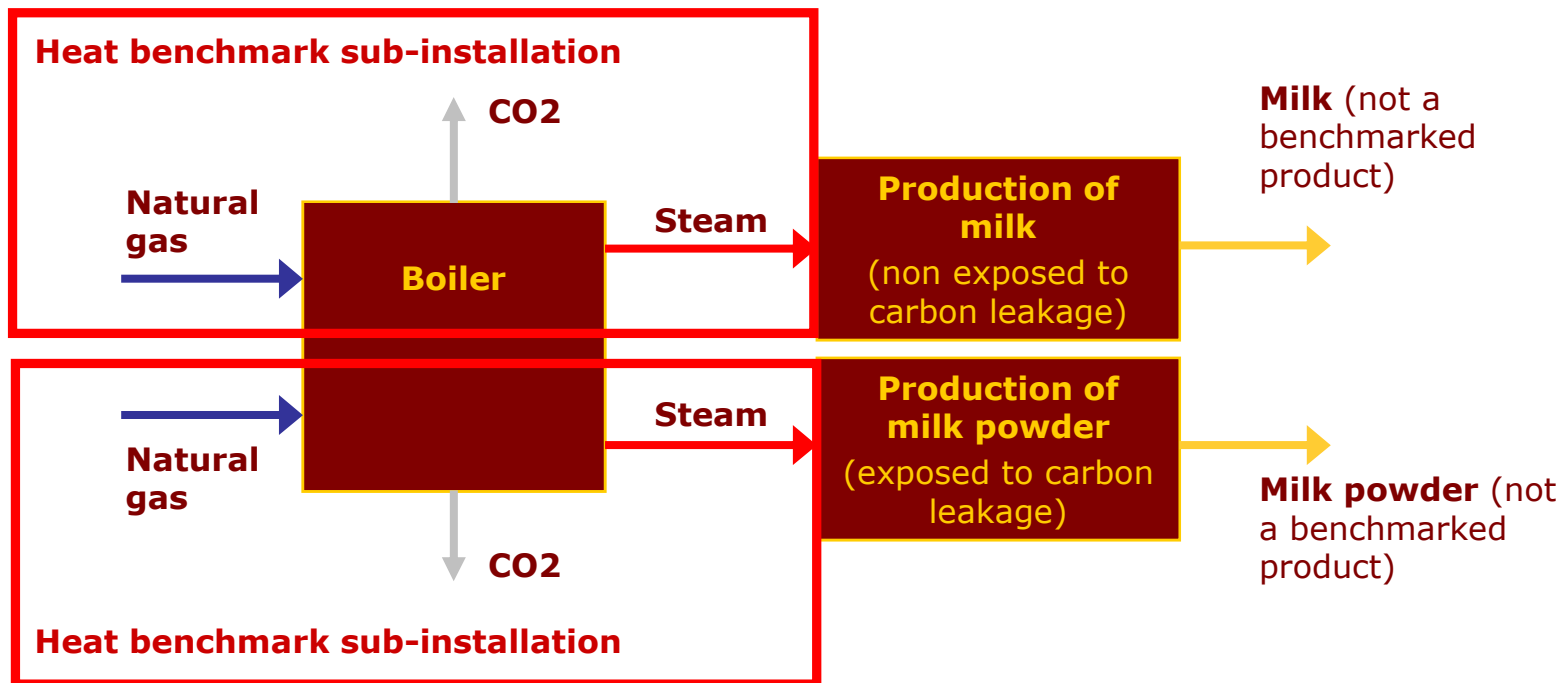 Heat benchmark sub-installation
CO2
Natural
gas
Boiler
Steam
Production of
milk
(non exposed to
carbon leakage)
Milk (not a
benchmarked
product)
Natural
gas
Steam
CO2
Production of
milk powder
(exposed to carbon
leakage)
Milk powder (not
a benchmarked
product)
Heat benchmark sub-installation